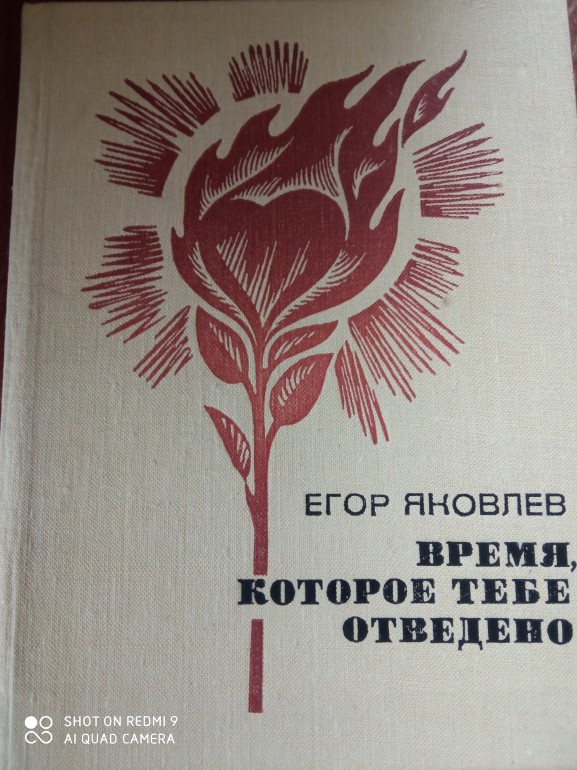 ЕГОР ЯКОВЛЕВ
ВРЕМЯ,
КОТОРОЕ ТЕБЕ
ОТВЕДЕНО
SHOT ON REDMI 9
AI QUAD CAMERA